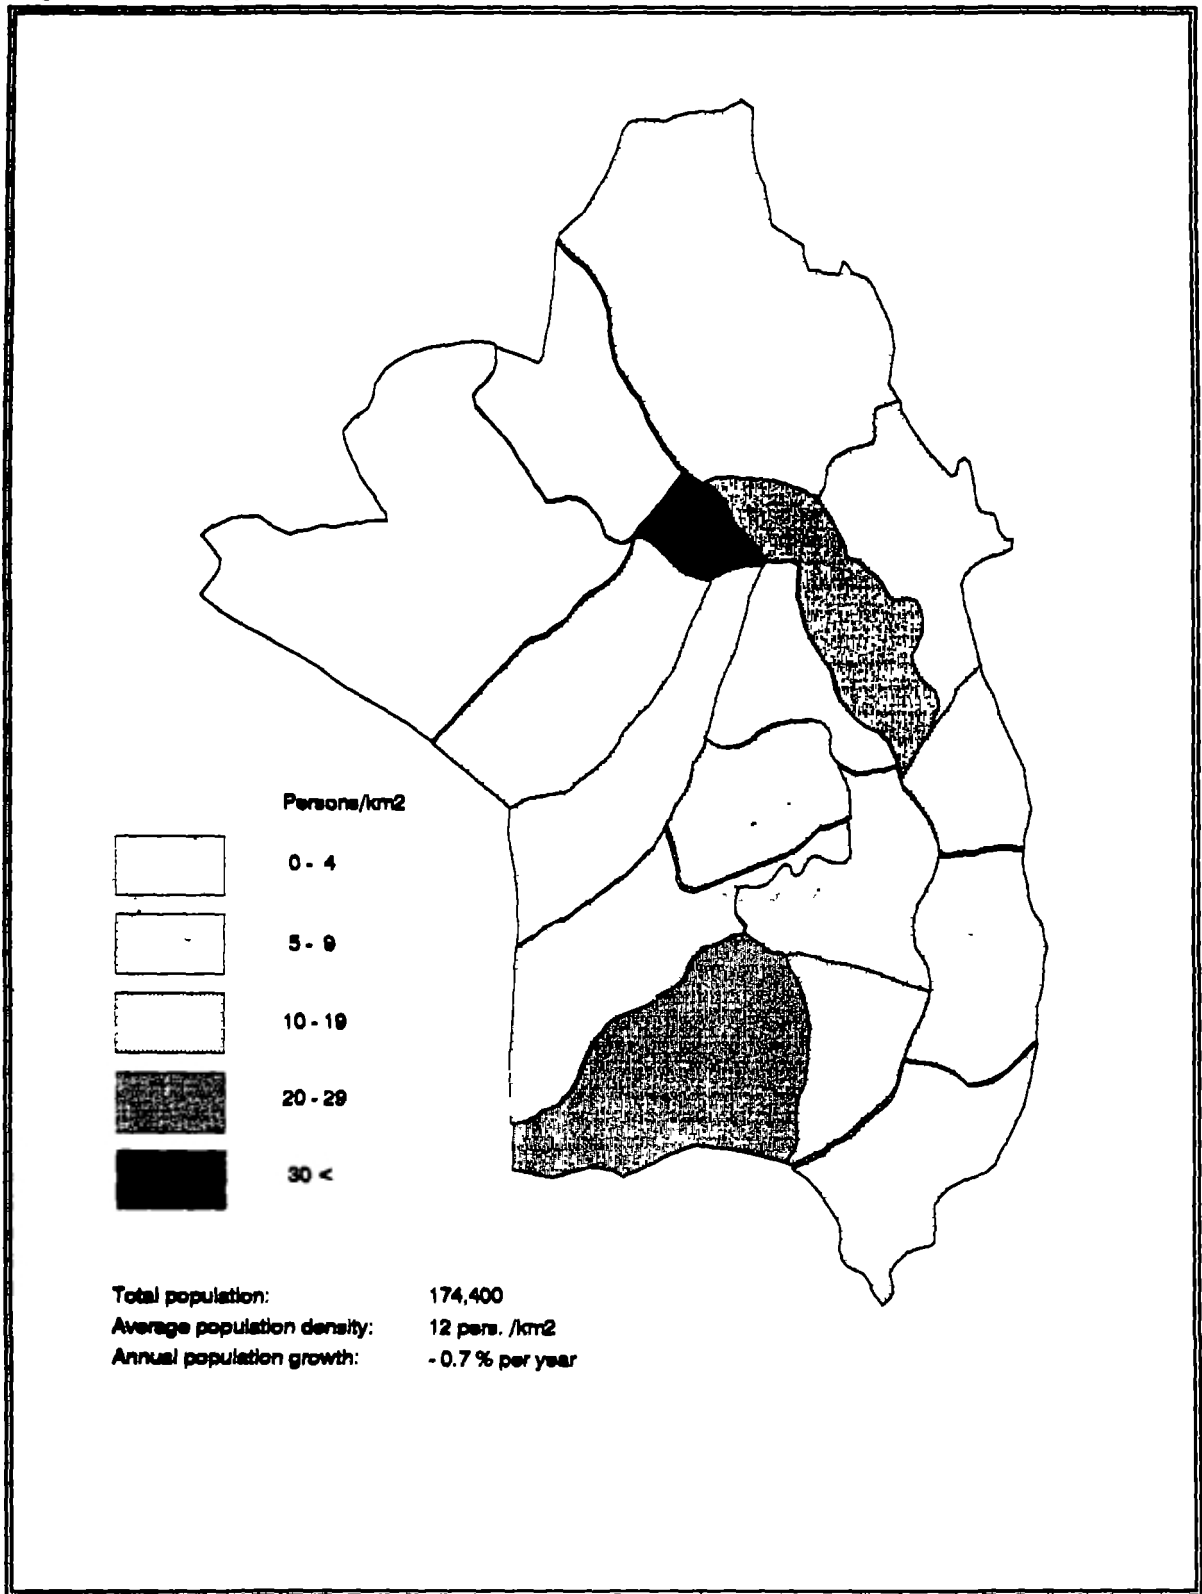 Persons/km2
0 - 4
5 - 9
10 - 19
20 - 29
30 <
Total population: 174,400
Average population density: 12 pers. /km2
Annual population growth: - 0.7 % per year